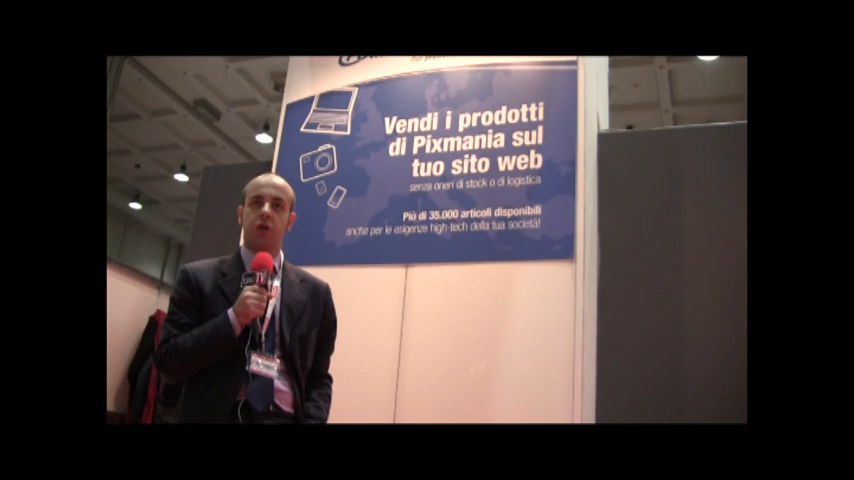 Vendi i prodotti
di Pixmania sul
tuo sito web
senza oneri di stock o di logistica
Più di 35.000 articoli disponibili
anche per le esigenze high tech della tua società!
TV